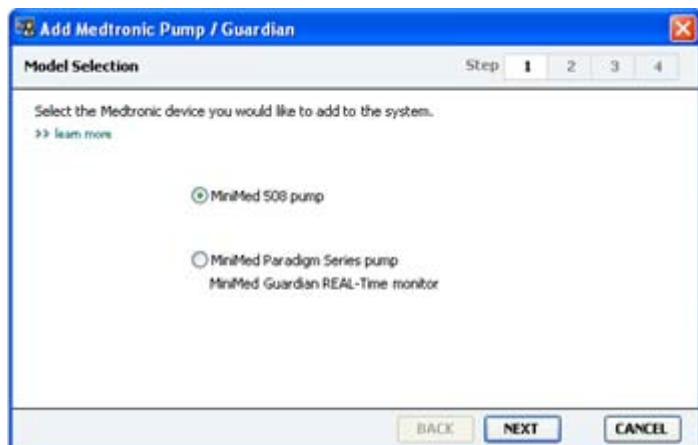 Add Medtronic Pump / Guardian
Model Selection Step 1 2 3 4
Select the Medtronic device you would like to add to the system.
>> learn more
MiniMed 508 pump
MiniMed Paradigm Series pump
MiniMed Guardian REAL-Time monitor
BACK NEXT CANCEL